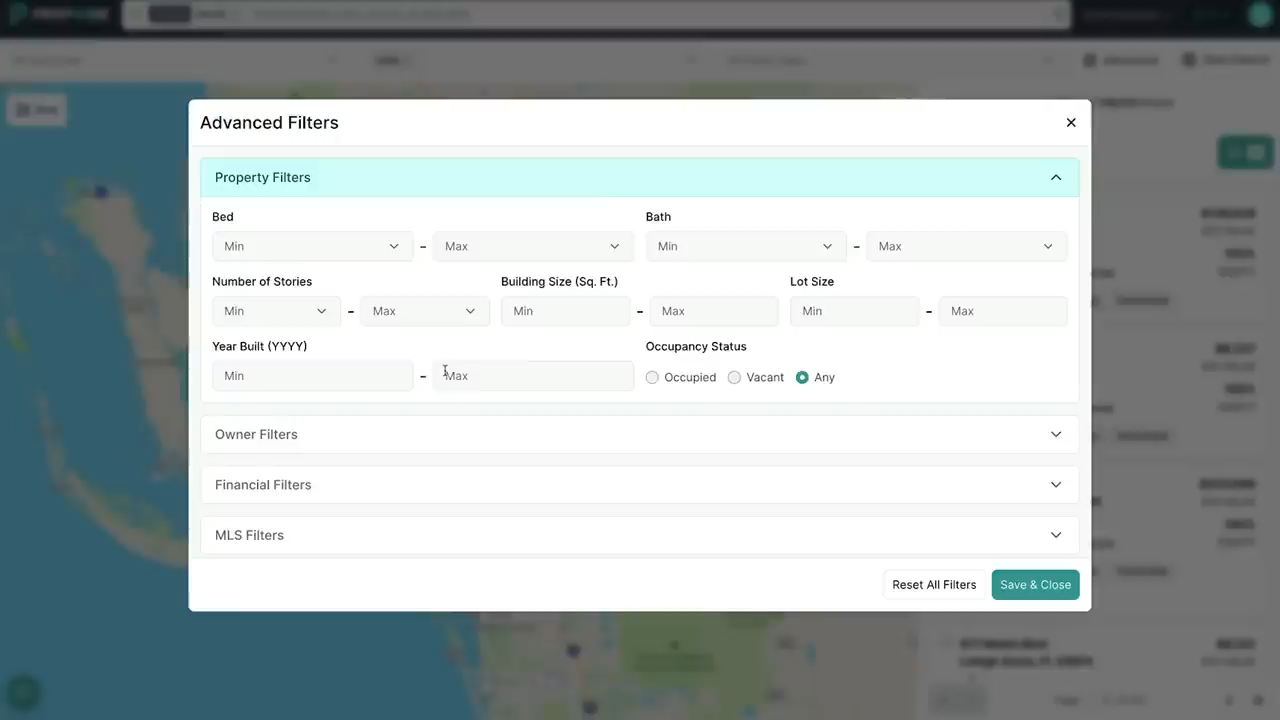 Advanced Filters
Property Filters
Bed
Bath
Min - Max
Min - Max
Number of Stories
Building Size (Sq. Ft.)
Lot Size
Min - Max
Min - Max
Min - Max
Year Built (YYYY)
Occupancy Status
Min - Max
Occupied
Vacant
Any
Owner Filters
Financial Filters
MLS Filters
Reset All Filters
Save & Close